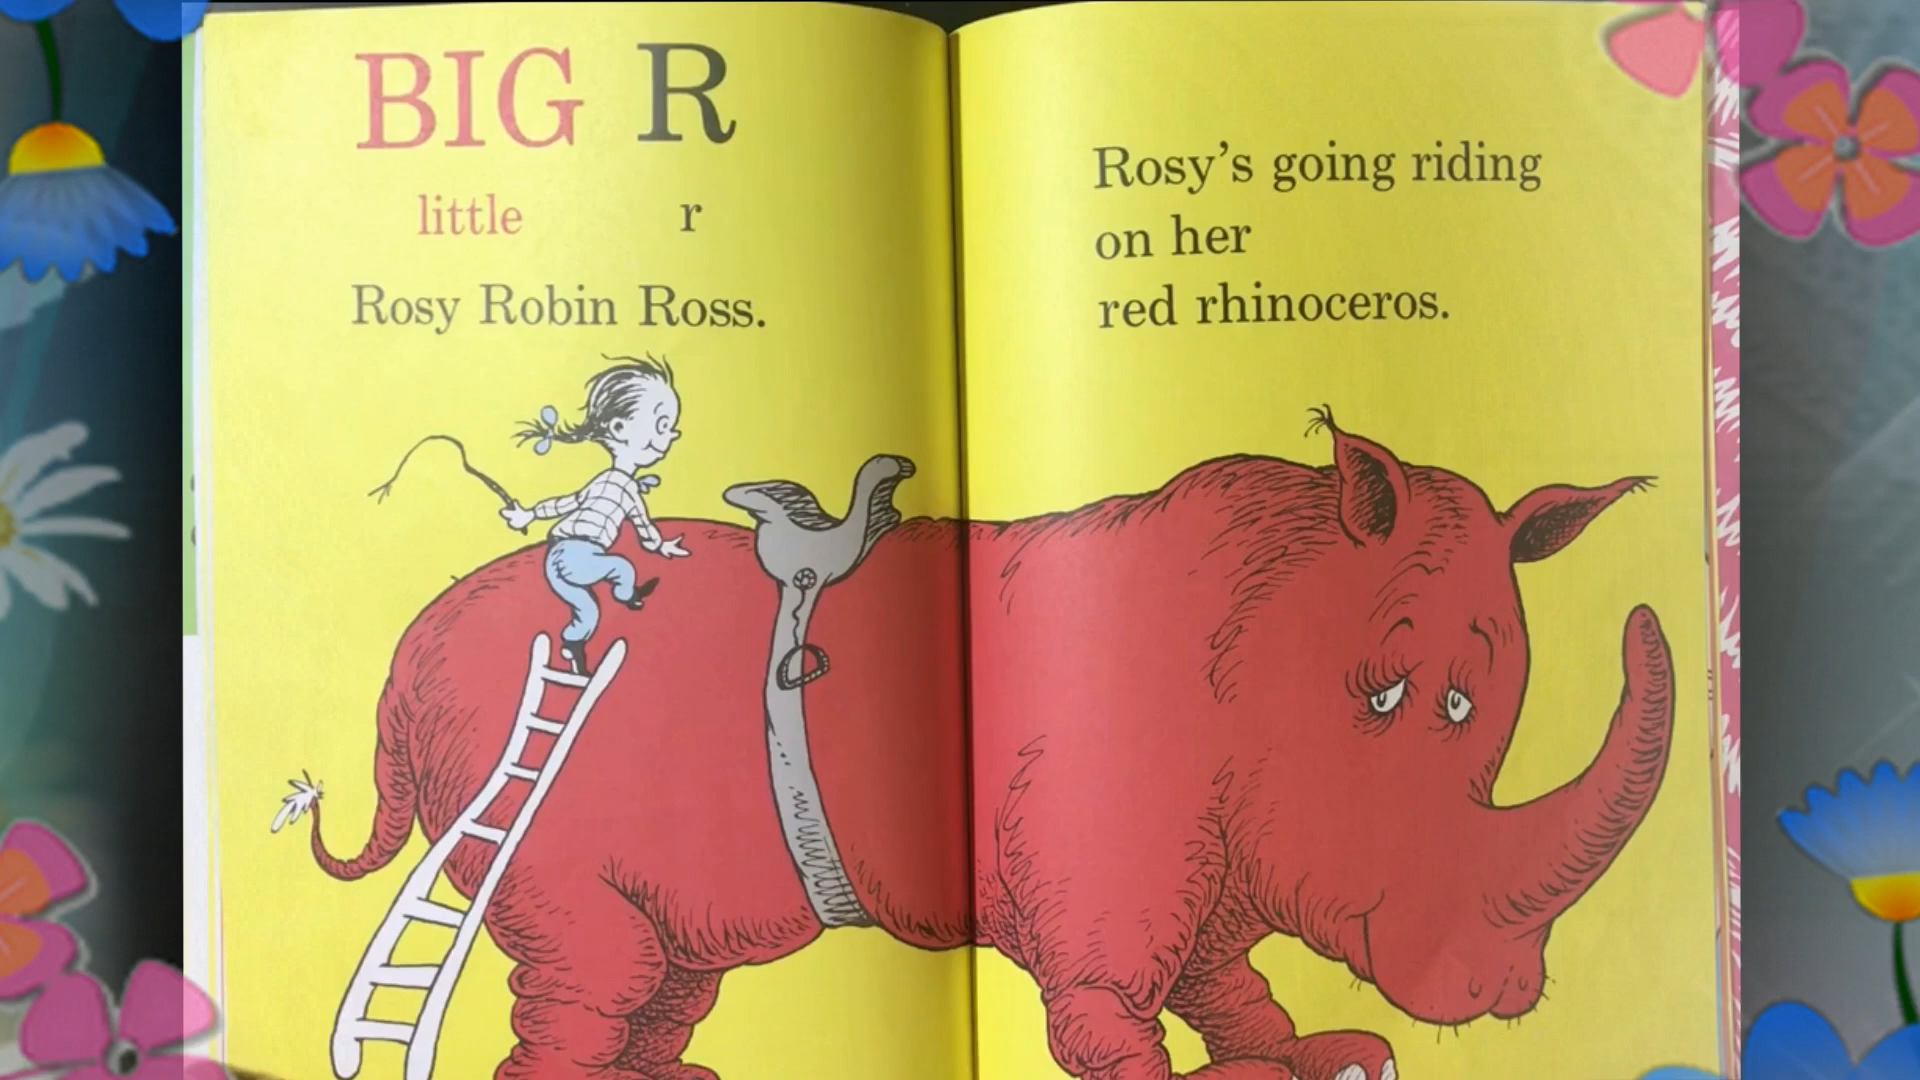 BIG R
little r
Rosy Robin Ross.
Rosy's going riding
on her
red rhinoceros.